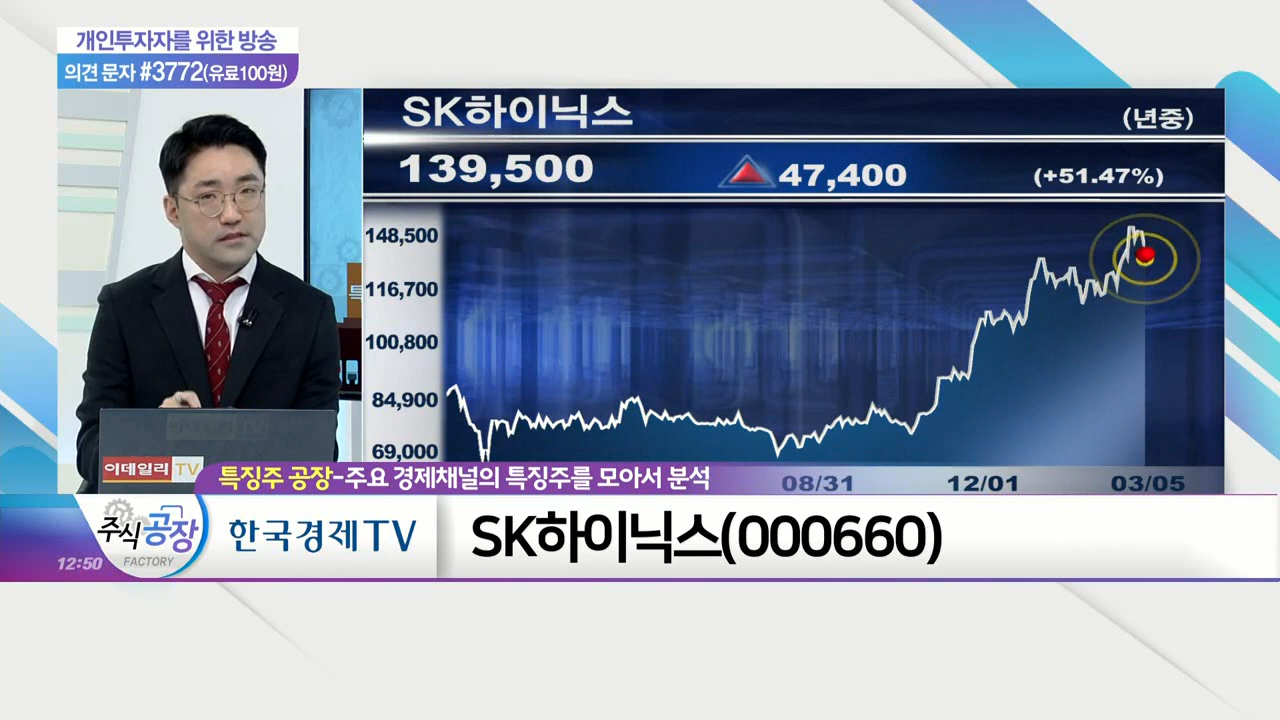 개인투자자를 위한 방송
의견 문자 #3772(유료100원)
SK하이닉스
(년중)
139,500
47,400
(+51.47%)
148,500
116,700
100,800
84,900
69,000
08/31
12/01
03/05
특
이데일리 TV
특징주 공장-주요 경제채널의 특징주를 모아서 분석
주식공장
FACTORY
12:50
한국경제TV
SK하이닉스(000660)